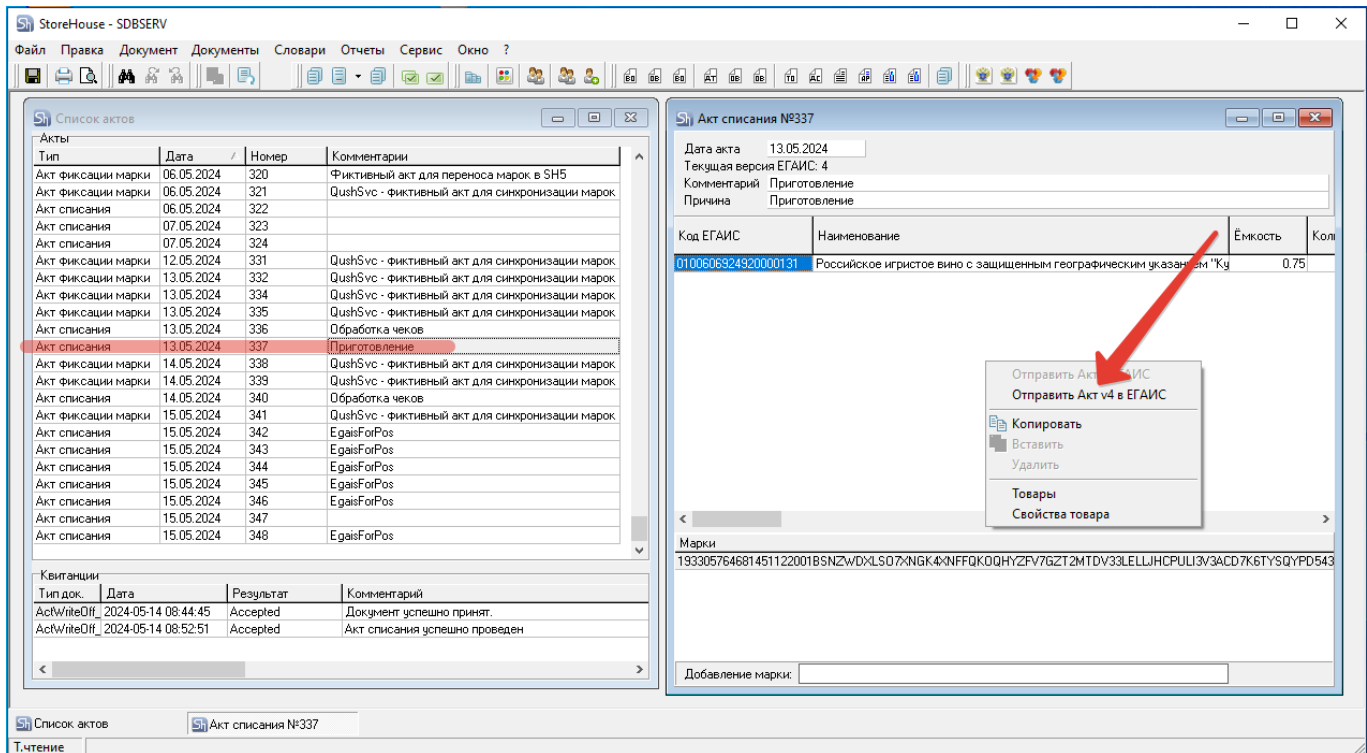 StoreHouse - SDBSERV
Файл Правка Документ Документы Словари Отчеты Сервис Окно ?
Список актов
Акты
Тип Дата Номер Комментарии
Акт фиксации марки 06.05.2024 320 Фиктивный акт для переноса марок в SH5
Акт фиксации марки 06.05.2024 321 QushSvc - фиктивный акт для синхронизации марок
Акт списания 06.05.2024 322
Акт списания 07.05.2024 323
Акт списания 07.05.2024 324
Акт фиксации марки 12.05.2024 331 QushSvc - фиктивный акт для синхронизации марок
Акт фиксации марки 13.05.2024 332 QushSvc - фиктивный акт для синхронизации марок
Акт фиксации марки 13.05.2024 334 QushSvc - фиктивный акт для синхронизации марок
Акт фиксации марки 13.05.2024 335 QushSvc - фиктивный акт для синхронизации марок
Акт списания 13.05.2024 336 Обработка чеков
Акт списания 13.05.2024 337 Приготовление
Акт фиксации марки 14.05.2024 338 QushSvc - фиктивный акт для синхронизации марок
Акт фиксации марки 14.05.2024 339 QushSvc - фиктивный акт для синхронизации марок
Акт списания 14.05.2024 340 Обработка чеков
Акт фиксации марки 15.05.2024 341 QushSvc - фиктивный акт для синхронизации марок
Акт списания 15.05.2024 342 EgaisForPos
Акт списания 15.05.2024 343 EgaisForPos
Акт списания 15.05.2024 344 EgaisForPos
Акт списания 15.05.2024 345 EgaisForPos
Акт списания 15.05.2024 346 EgaisForPos
Акт списания 15.05.2024 347
Акт списания 15.05.2024 348 EgaisForPos
Квитанции
Тип док. Дата Результат Комментарий
ActWriteOff_ 2024-05-14 08:44:45 Accepted Документ успешно принят.
ActWriteOff_ 2024-05-14 08:52:51 Accepted Акт списания успешно проведен
Акт списания №337
Дата акта 13.05.2024
Текущая версия ЕГАИС: 4
Комментарий Приготовление
Причина Приготовление
Код ЕГАИС Наименование Ёмкость Коли
0100606924920000131 Российское игристое вино с защищенным географическим указанием "Ку 0.75
Отправить Акт
Отправить Акт v4 в ЕГАИС
Копировать
Вставить
Удалить
Товары
Свойства товара
Марки
193305764681451122001BSNZWDXLSO7XNGK4XNFFQKOQHYZFV7GZT2MTDV33LELLJHCPULI3V3ACD7K6TYSQYPD543
Добавление марки:
Список актов Акт списания №337
Т.чтение